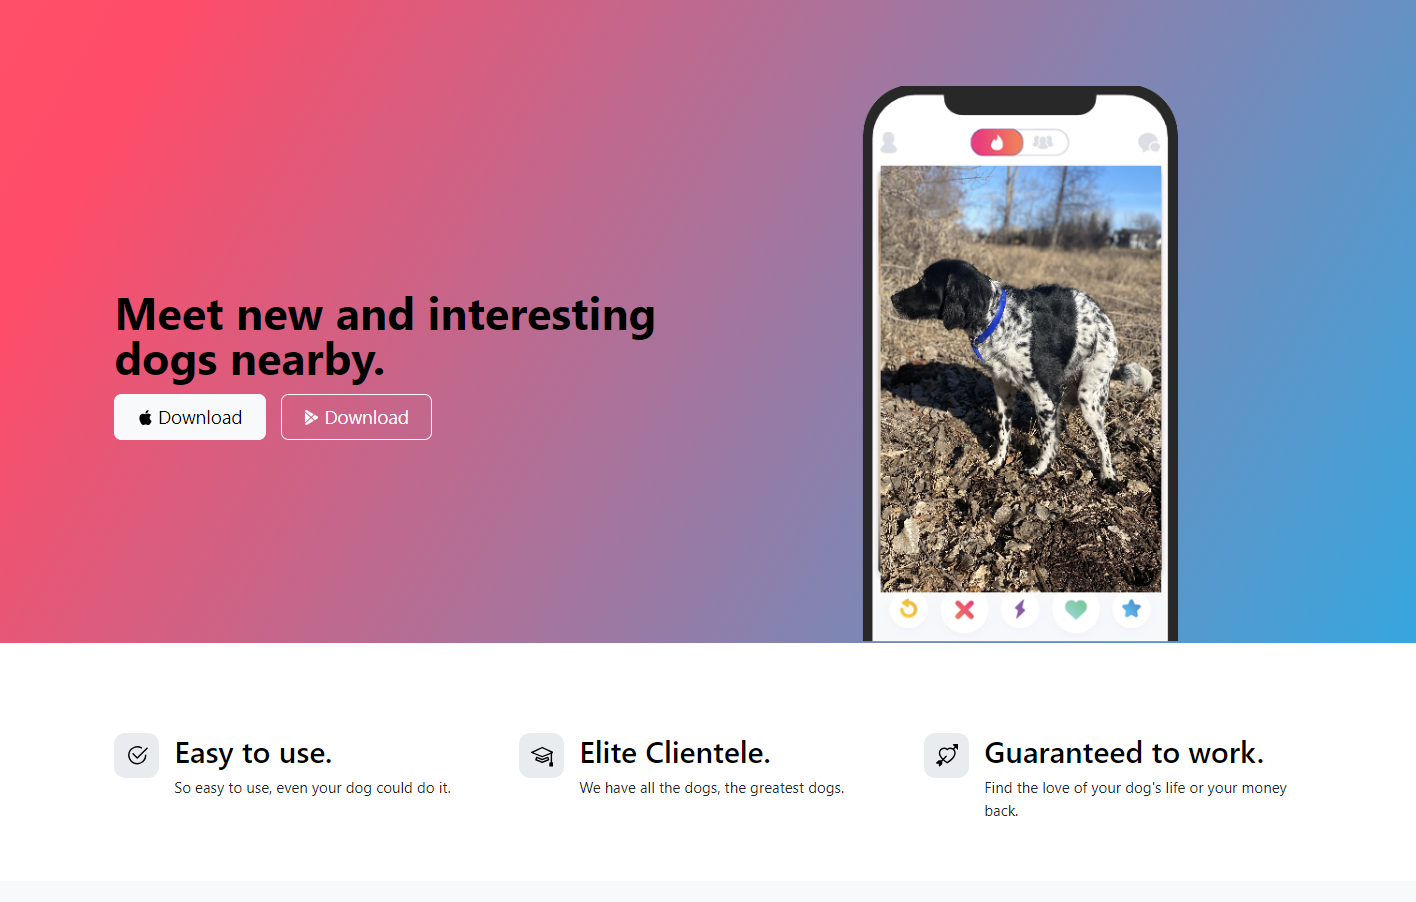 Meet new and interesting
dogs nearby.
Download
Download
Easy to use.
So easy to use, even your dog could do it.
Elite Clientele.
We have all the dogs, the greatest dogs.
Guaranteed to work.
Find the love of your dog's life or your money
back.